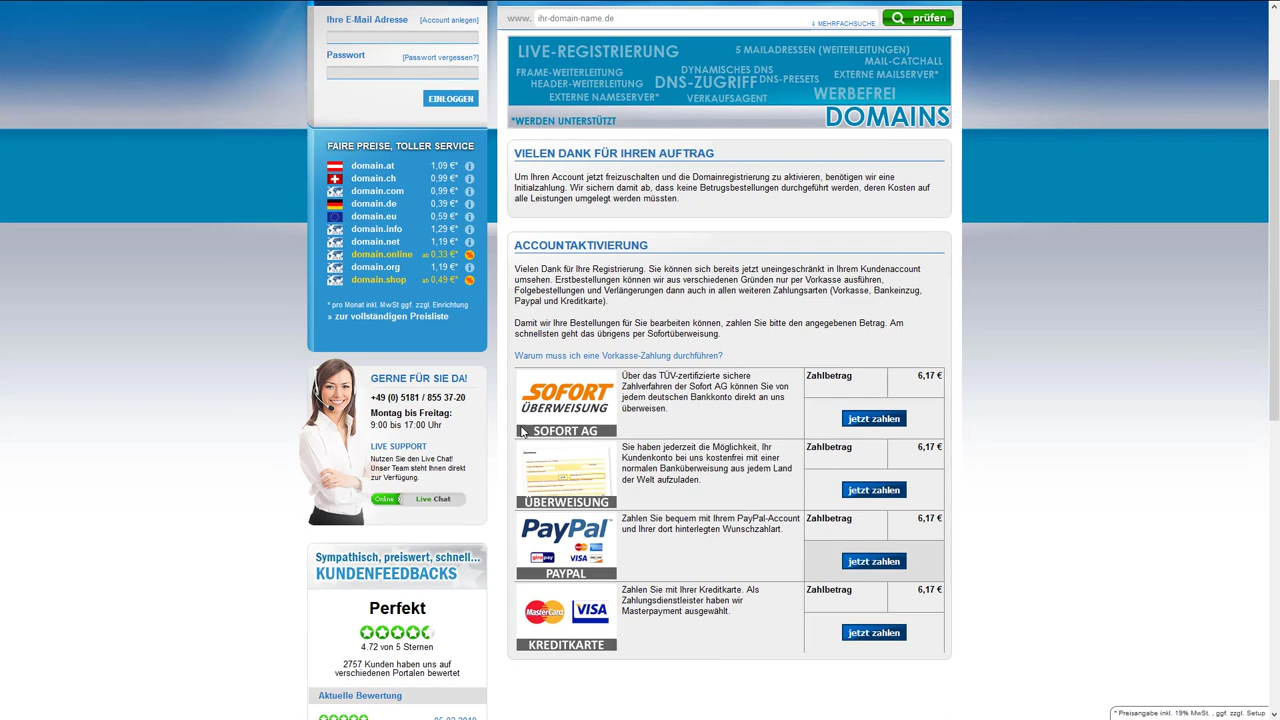 Ihre E-Mail Adresse [Account anlegen]
Passwort [Passwort vergessen?]
EINLOGGEN
FAIRE PREISE, TOLLER SERVICE
domain.at 1,09 €*
domain.ch 0,99 €*
domain.com 0,99 €*
domain.de 0,39 €*
domain.eu 0,59 €*
domain.info 1,29 €*
domain.net 1,19 €*
domain.online ab 0,33 €*
domain.org 1,19 €*
domain.shop ab 0,49 €*
* pro Monat inkl. MwSt ggf. zzgl. Einrichtung
» zur vollständigen Preisliste
GERNE FÜR SIE DA!
+49 (0) 5181 / 855 37-20
Montag bis Freitag:
9:00 bis 17:00 Uhr
LIVE SUPPORT
Nutzen Sie den Live Chat!
Unser Team steht Ihnen direkt
zur Verfügung.
Online Live Chat
Sympathisch, preiswert, schnell...
KUNDENFEEDBACKS
Perfekt
4.72 von 5 Sternen
2757 Kunden haben uns auf
verschiedenen Portalen bewertet
Aktuelle Bewertung
www. ihr-domain-name.de
MEHRFACHSUCHE
prüfen
LIVE-REGISTRIERUNG 5 MAILADRESSEN (WEITERLEITUNGEN)
MAIL-CATCHALL
FRAME-WEITERLEITUNG DYNAMISCHES DNS EXTERNE MAILSERVER*
HEADER-WEITERLEITUNG DNS-ZUGRIFF DNS-PRESETS
EXTERNE NAMESERVER* VERKAUFSAGENT WERBEFREI
*WERDEN UNTERSTÜTZT DOMAINS
VIELEN DANK FÜR IHREN AUFTRAG
Um Ihren Account jetzt freizuschalten und die Domainregistrierung zu aktivieren, benötigen wir eine
Initialzahlung. Wir sichern damit ab, dass keine Betrugsbestellungen durchgeführt werden, deren Kosten auf
alle Leistungen umgelegt werden müssten.
ACCOUNTAKTIVIERUNG
Vielen Dank für Ihre Registrierung. Sie können sich bereits jetzt uneingeschränkt in Ihrem Kundenaccount
umsehen. Erstbestellungen können wir aus verschiedenen Gründen nur per Vorkasse ausführen,
Folgebestellungen und Verlängerungen dann auch in allen weiteren Zahlungsarten (Vorkasse, Bankeinzug,
Paypal und Kreditkarte).
Damit wir Ihre Bestellungen für Sie bearbeiten können, zahlen Sie bitte den angegebenen Betrag. Am
schnellsten geht das übrigens per Sofortüberweisung.
Warum muss ich eine Vorkasse-Zahlung durchführen?
SOFORT
ÜBERWEISUNG
SOFORT AG
Über das TÜV-zertifizierte sichere
Zahlverfahren der Sofort AG können Sie von
jedem deutschen Bankkonto direkt an uns
überweisen.
Zahlbetrag 6,17 €
jetzt zahlen
ÜBERWEISUNG
Sie haben jederzeit die Möglichkeit, Ihr
Kundenkonto bei uns kostenfrei mit einer
normalen Banküberweisung aus jedem Land
der Welt aufzuladen.
Zahlbetrag 6,17 €
jetzt zahlen
PayPal
giropay VISA
PAYPAL
Zahlen Sie bequem mit Ihrem PayPal-Account
und Ihrer dort hinterlegten Wunschzahlart.
Zahlbetrag 6,17 €
jetzt zahlen
MasterCard VISA
KREDITKARTE
Zahlen Sie mit Ihrer Kreditkarte. Als
Zahlungsdienstleister haben wir
Masterpayment ausgewählt.
Zahlbetrag 6,17 €
jetzt zahlen
* Preisangabe inkl. 19% MwSt. , ggf. zzgl. Setup